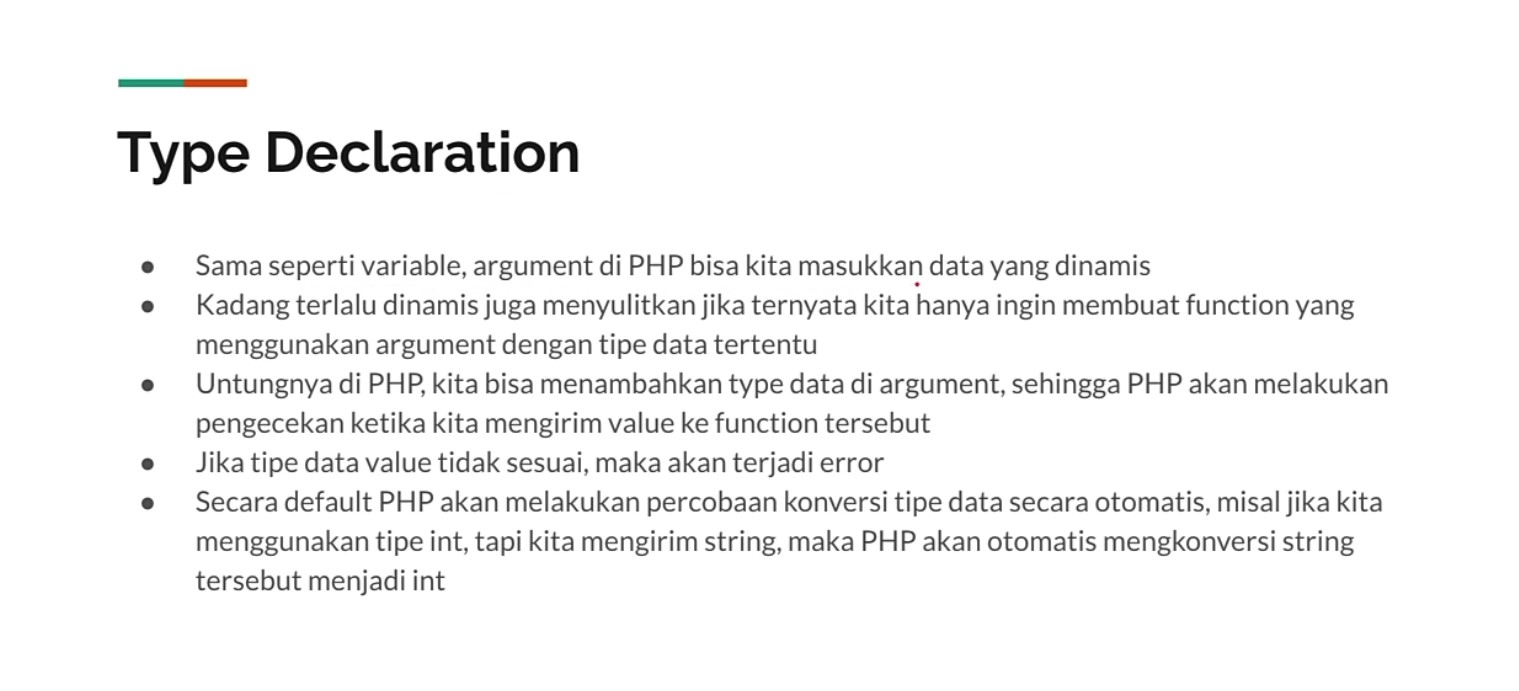 Type Declaration
● Sama seperti variable, argument di PHP bisa kita masukkan data yang dinamis
● Kadang terlalu dinamis juga menyulitkan jika ternyata kita hanya ingin membuat function yang
menggunakan argument dengan tipe data tertentu
● Untungnya di PHP, kita bisa menambahkan type data di argument, sehingga PHP akan melakukan
pengecekan ketika kita mengirim value ke function tersebut
● Jika tipe data value tidak sesuai, maka akan terjadi error
● Secara default PHP akan melakukan percobaan konversi tipe data secara otomatis, misal jika kita
menggunakan tipe int, tapi kita mengirim string, maka PHP akan otomatis mengkonversi string
tersebut menjadi int